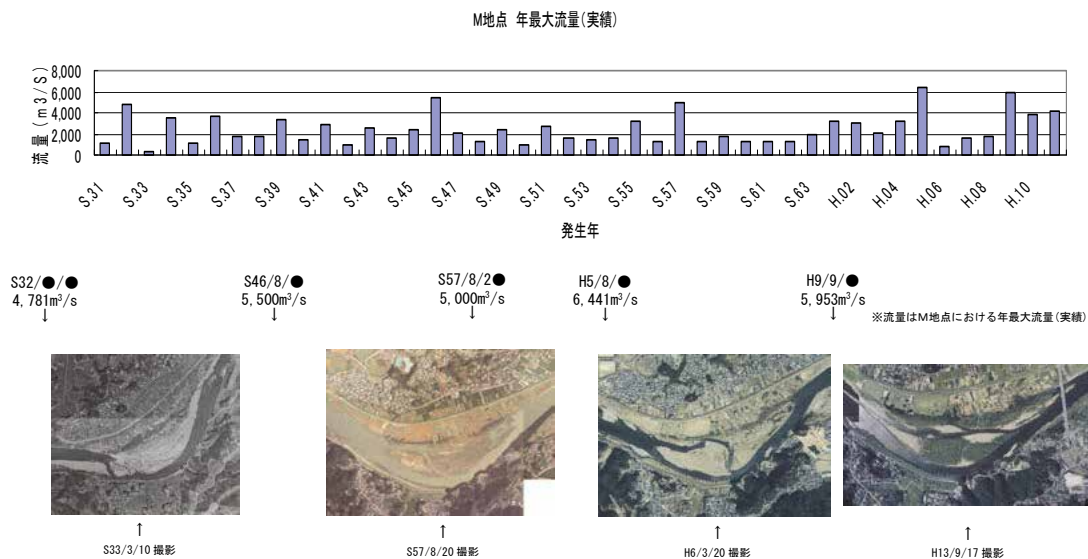 M地点 年最大流量(実績)
流量(m3/S)
8,000
6,000
4,000
2,000
0
S.31 S.33 S.35 S.37 S.39 S.41 S.43 S.45 S.47 S.49 S.51 S.53 S.55 S.57 S.59 S.61 S.63 H.02 H.04 H.06 H.08 H.10
発生年
S32/●/● S46/8/● S57/8/2● H5/8/● H9/9/●
4,781m³/s 5,500m³/s 5,000m³/s 6,441m³/s 5,953m³/s
↓ ↓ ↓ ↓ ↓
※流量はM地点における年最大流量(実績)
↑ ↑ ↑ ↑
S33/3/10 撮影 S57/8/20 撮影 H6/3/20 撮影 H13/9/17 撮影